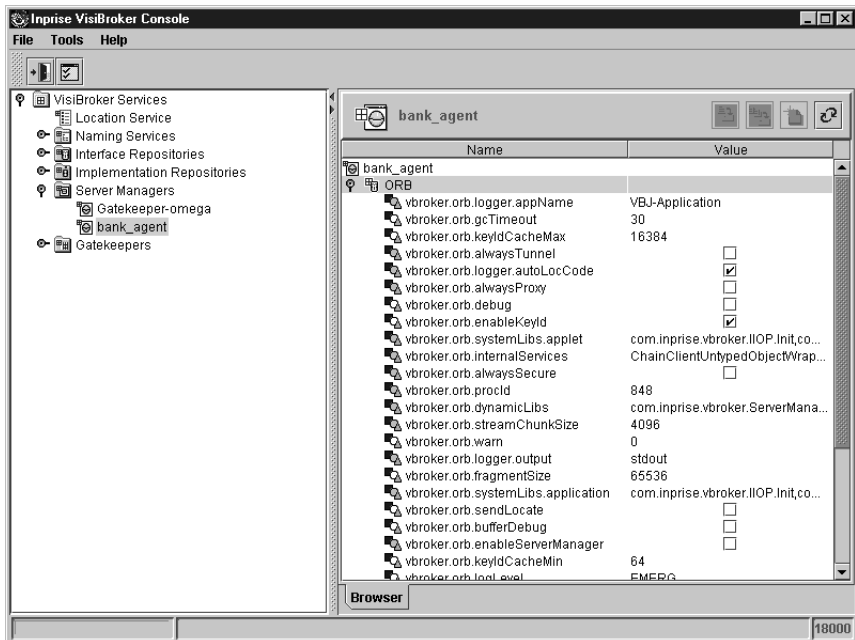 Inprise VisiBroker Console
File Tools Help
VisiBroker Services
Location Service
Naming Services
Interface Repositories
Implementation Repositories
Server Managers
Gatekeeper-omega
bank_agent
Gatekeepers
bank_agent
Name Value
bank_agent
ORB
vbroker.orb.logger.appName VBJ-Application
vbroker.orb.gcTimeout 30
vbroker.orb.keyIdCacheMax 16384
vbroker.orb.alwaysTunnel
vbroker.orb.logger.autoLocCode
vbroker.orb.alwaysProxy
vbroker.orb.debug
vbroker.orb.enableKeyId
vbroker.orb.systemLibs.applet com.inprise.vbroker.IIOP.Init,co...
vbroker.orb.internalServices ChainClientUntypedObjectWrap...
vbroker.orb.alwaysSecure
vbroker.orb.procId 848
vbroker.orb.dynamicLibs com.inprise.vbroker.ServerMana...
vbroker.orb.streamChunkSize 4096
vbroker.orb.warn 0
vbroker.orb.logger.output stdout
vbroker.orb.fragmentSize 65536
vbroker.orb.systemLibs.application com.inprise.vbroker.IIOP.Init,co...
vbroker.orb.sendLocate
vbroker.orb.bufferDebug
vbroker.orb.enableServerManager
vbroker.orb.keyIdCacheMin 64
vbroker.orb.logLevel EMERG
Browser
18000